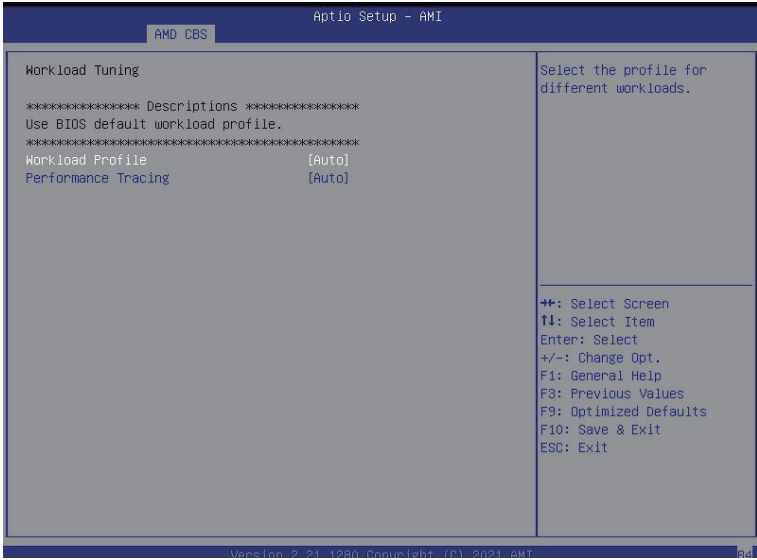 Aptio Setup – AMI
AMD CBS
Workload Tuning
**************** Descriptions ****************
Use BIOS default workload profile.
***********************************************
Workload Profile [Auto]
Performance Tracing [Auto]
Select the profile for
different workloads.
→←: Select Screen
↑↓: Select Item
Enter: Select
+/-: Change Opt.
F1: General Help
F3: Previous Values
F9: Optimized Defaults
F10: Save & Exit
ESC: Exit
Version 2.21.1280 Copyright (C) 2021 AMI
B4